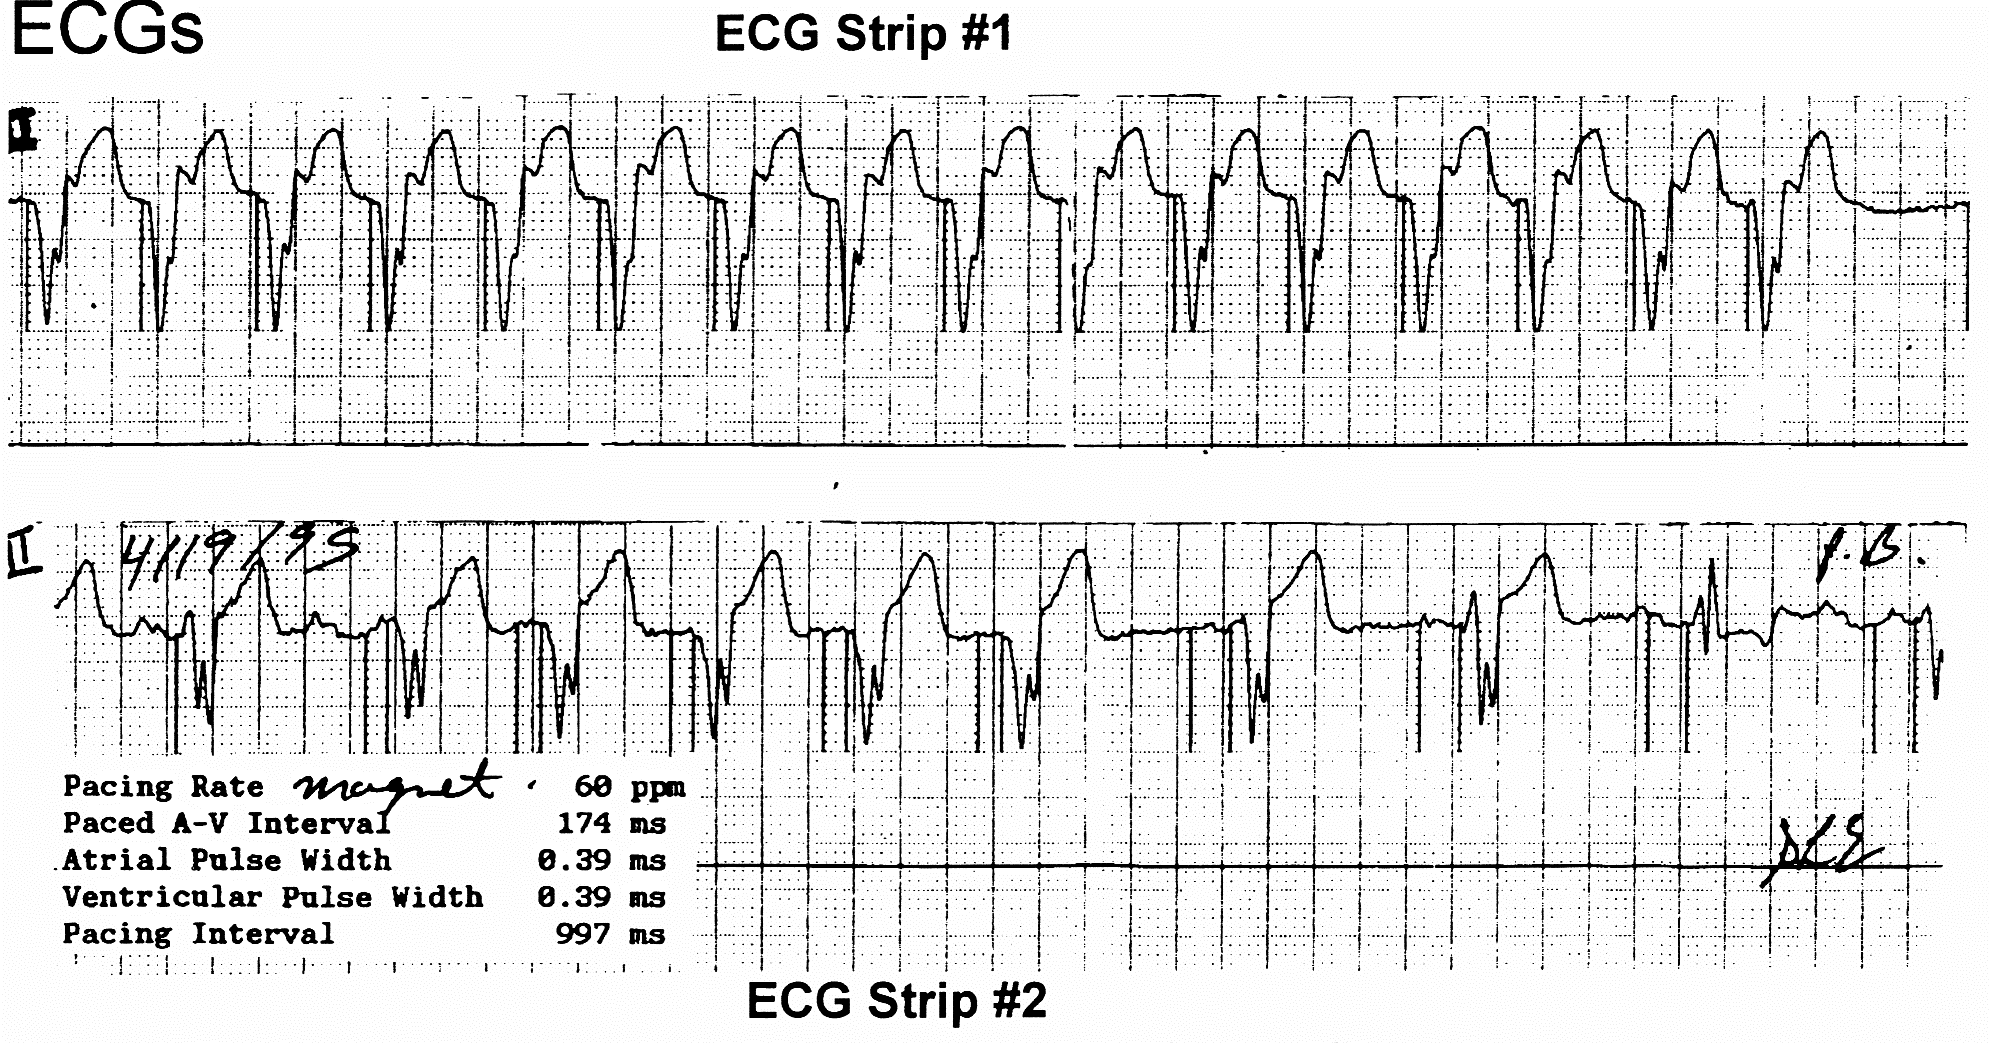 ECGs
ECG Strip #1
II
II
4/19/95
P.B.
Pacing Rate magnet . 60 ppm
Paced A-V Interval 174 ms
Atrial Pulse Width 0.39 ms
Ventricular Pulse Width 0.39 ms
Pacing Interval 997 ms
ECG Strip #2